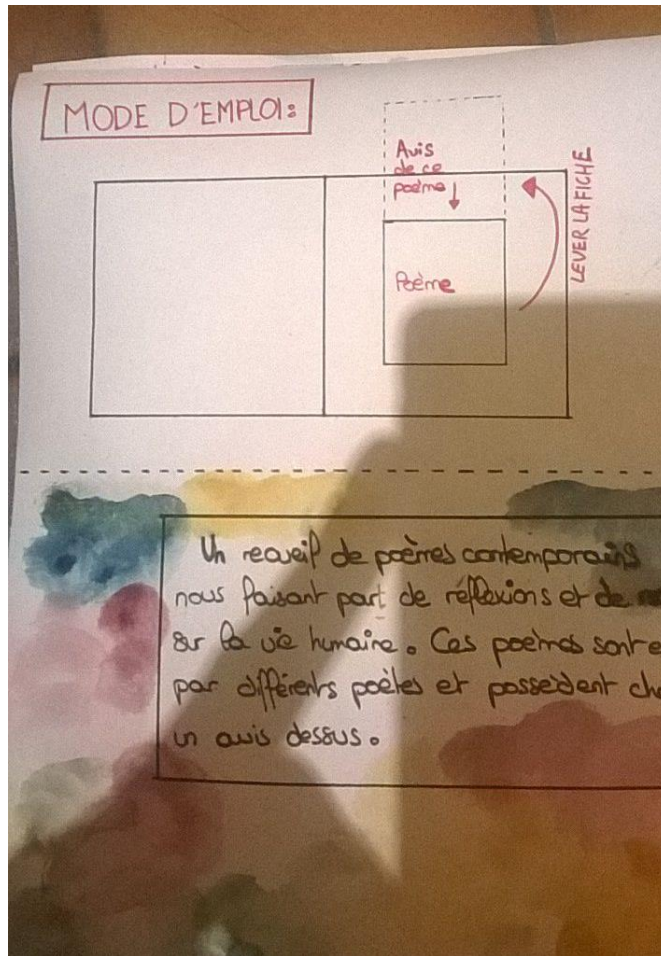 MODE D'EMPLOI:
Avis
de ce
poème
LEVER LA FICHE
Poème
Un recueil de poèmes contemporains
nous faisant part de réflexions et de
sur la vie humaine. Ces poèmes sont
par différents poètes et possèdent
un avis dessus.